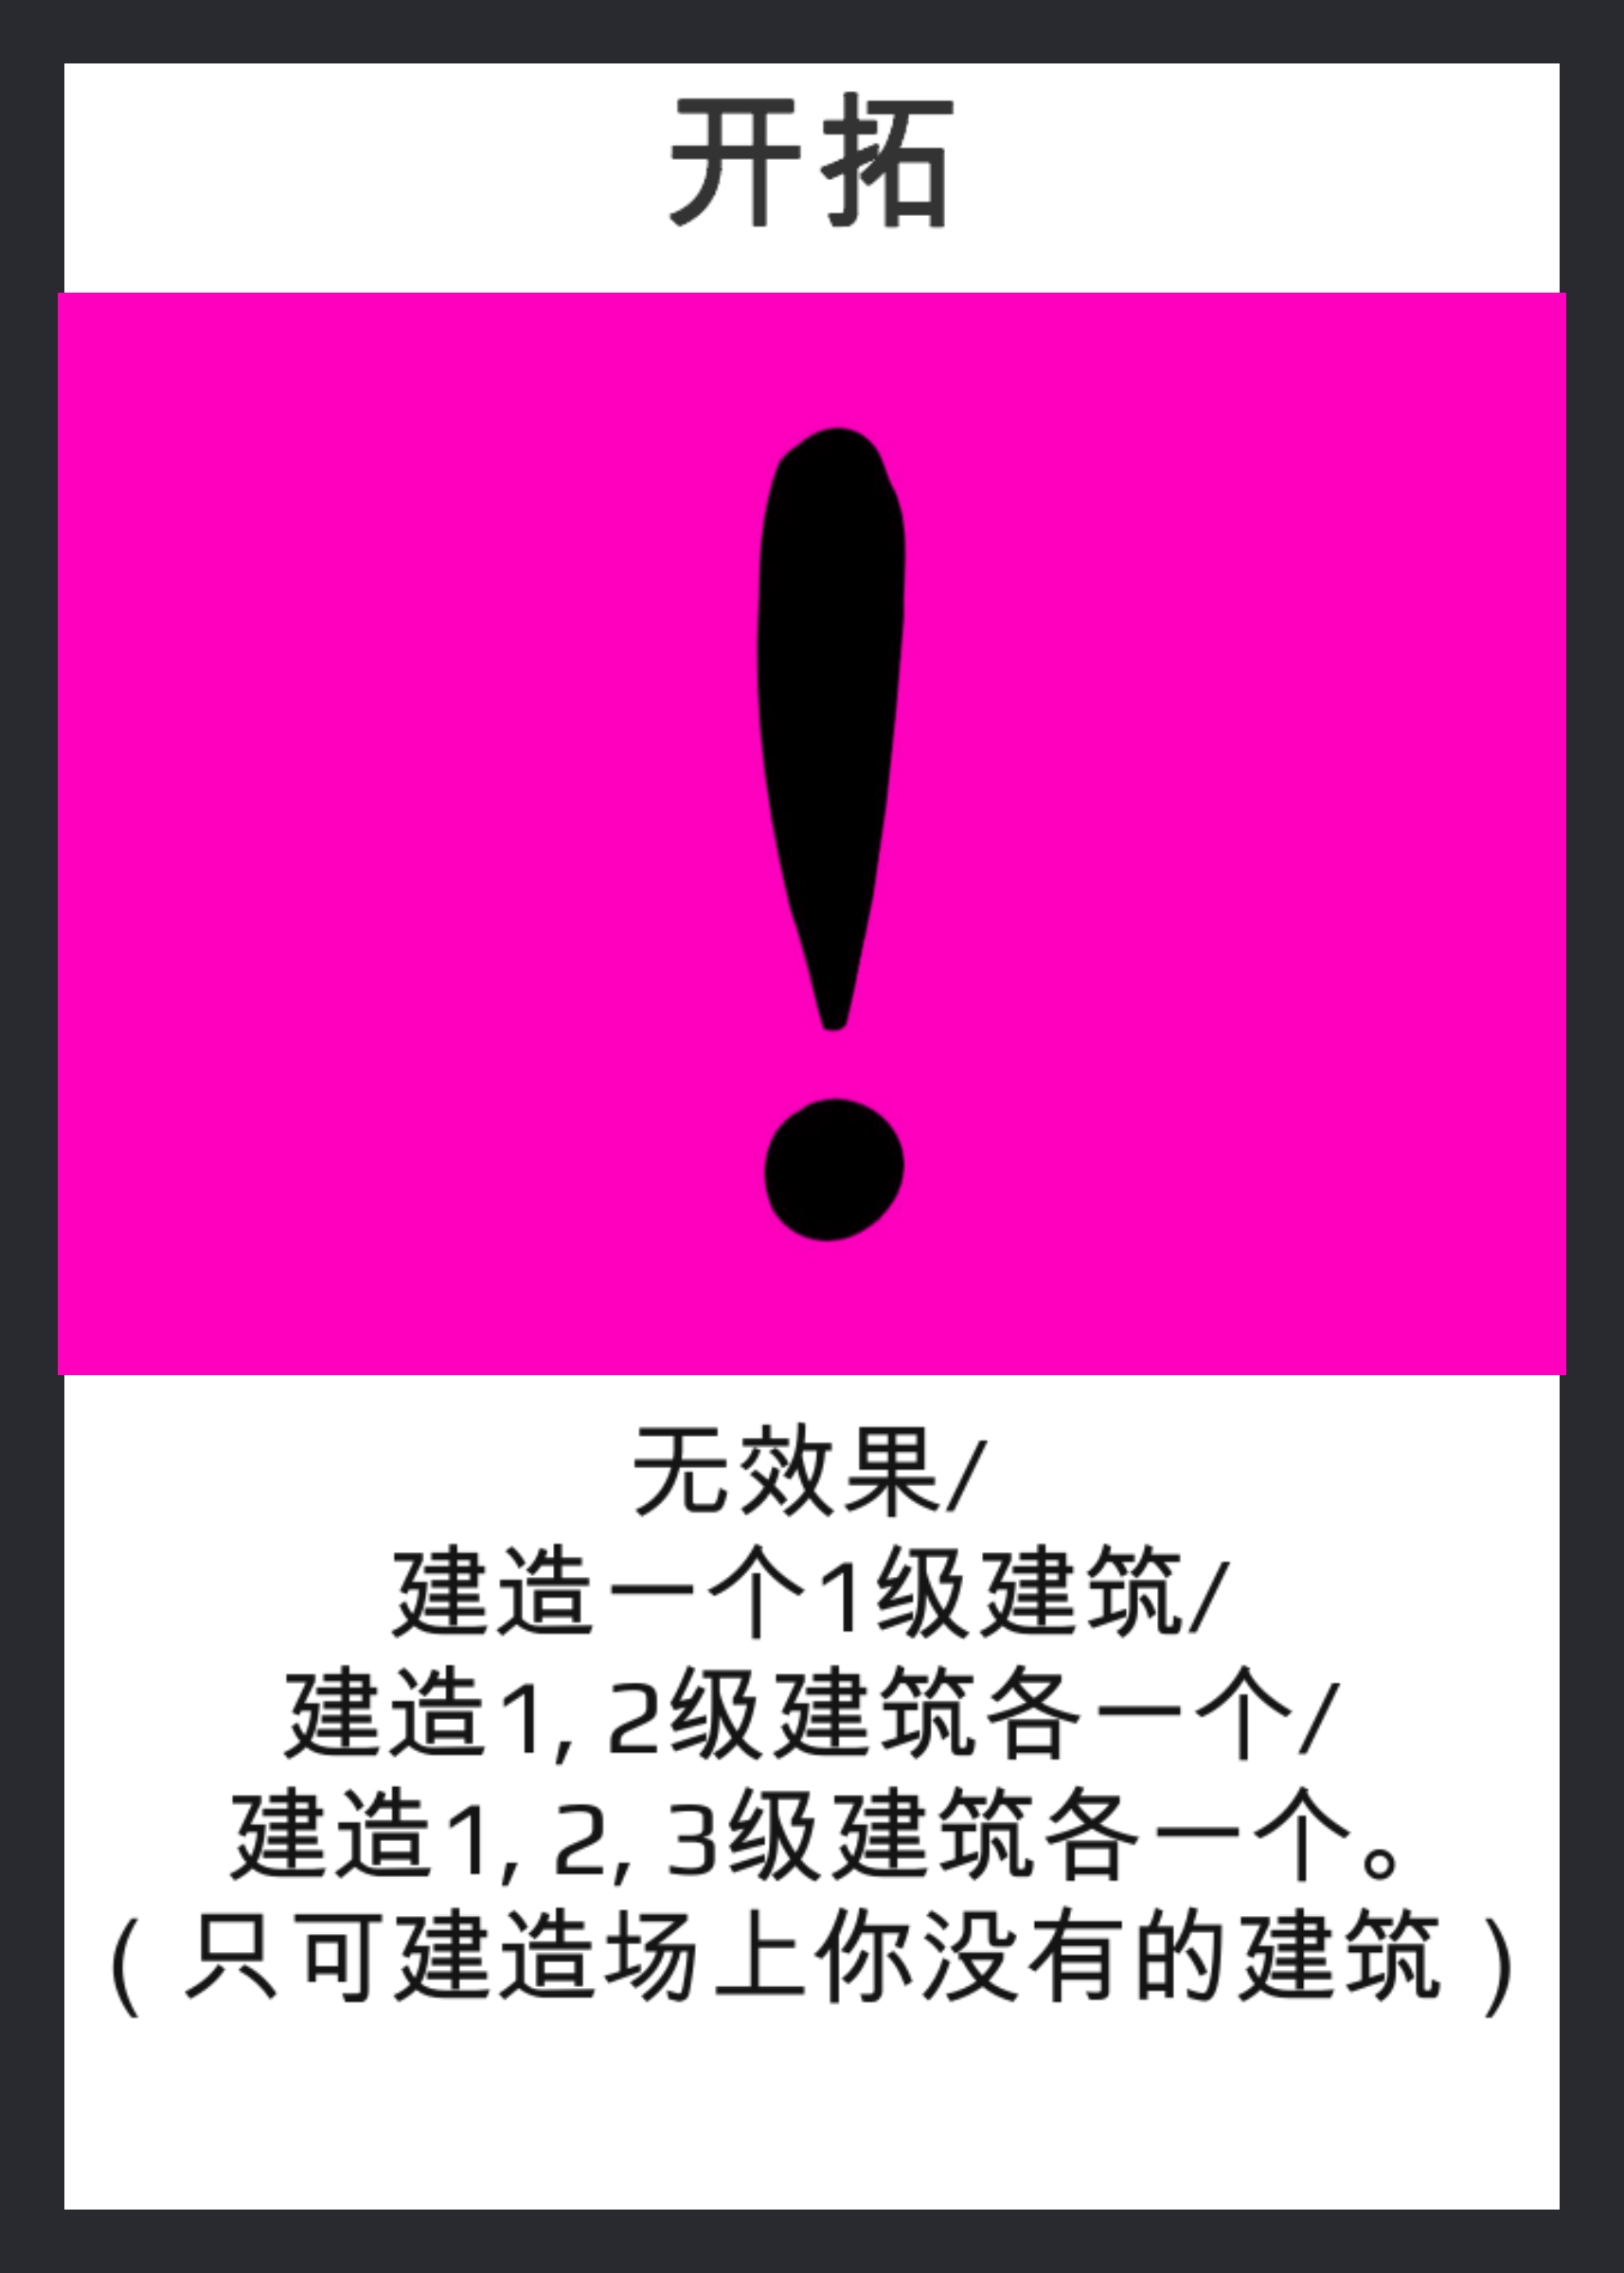 开拓
!
无效果/
建造一个1级建筑/
建造1, 2级建筑各一个/
建造1, 2, 3级建筑各一个。
( 只可建造场上你没有的建筑 )